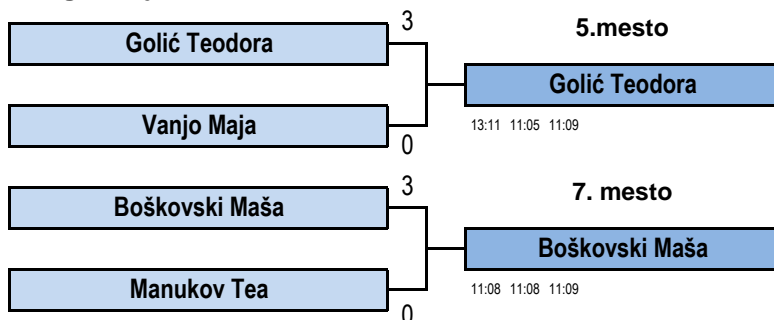 3
5.mesto
Golić Teodora
Golić Teodora
Vanjo Maja
13:11 11:05 11:09
0
3
7. mesto
Boškovski Maša
Boškovski Maša
Manukov Tea
11:08 11:08 11:09
0